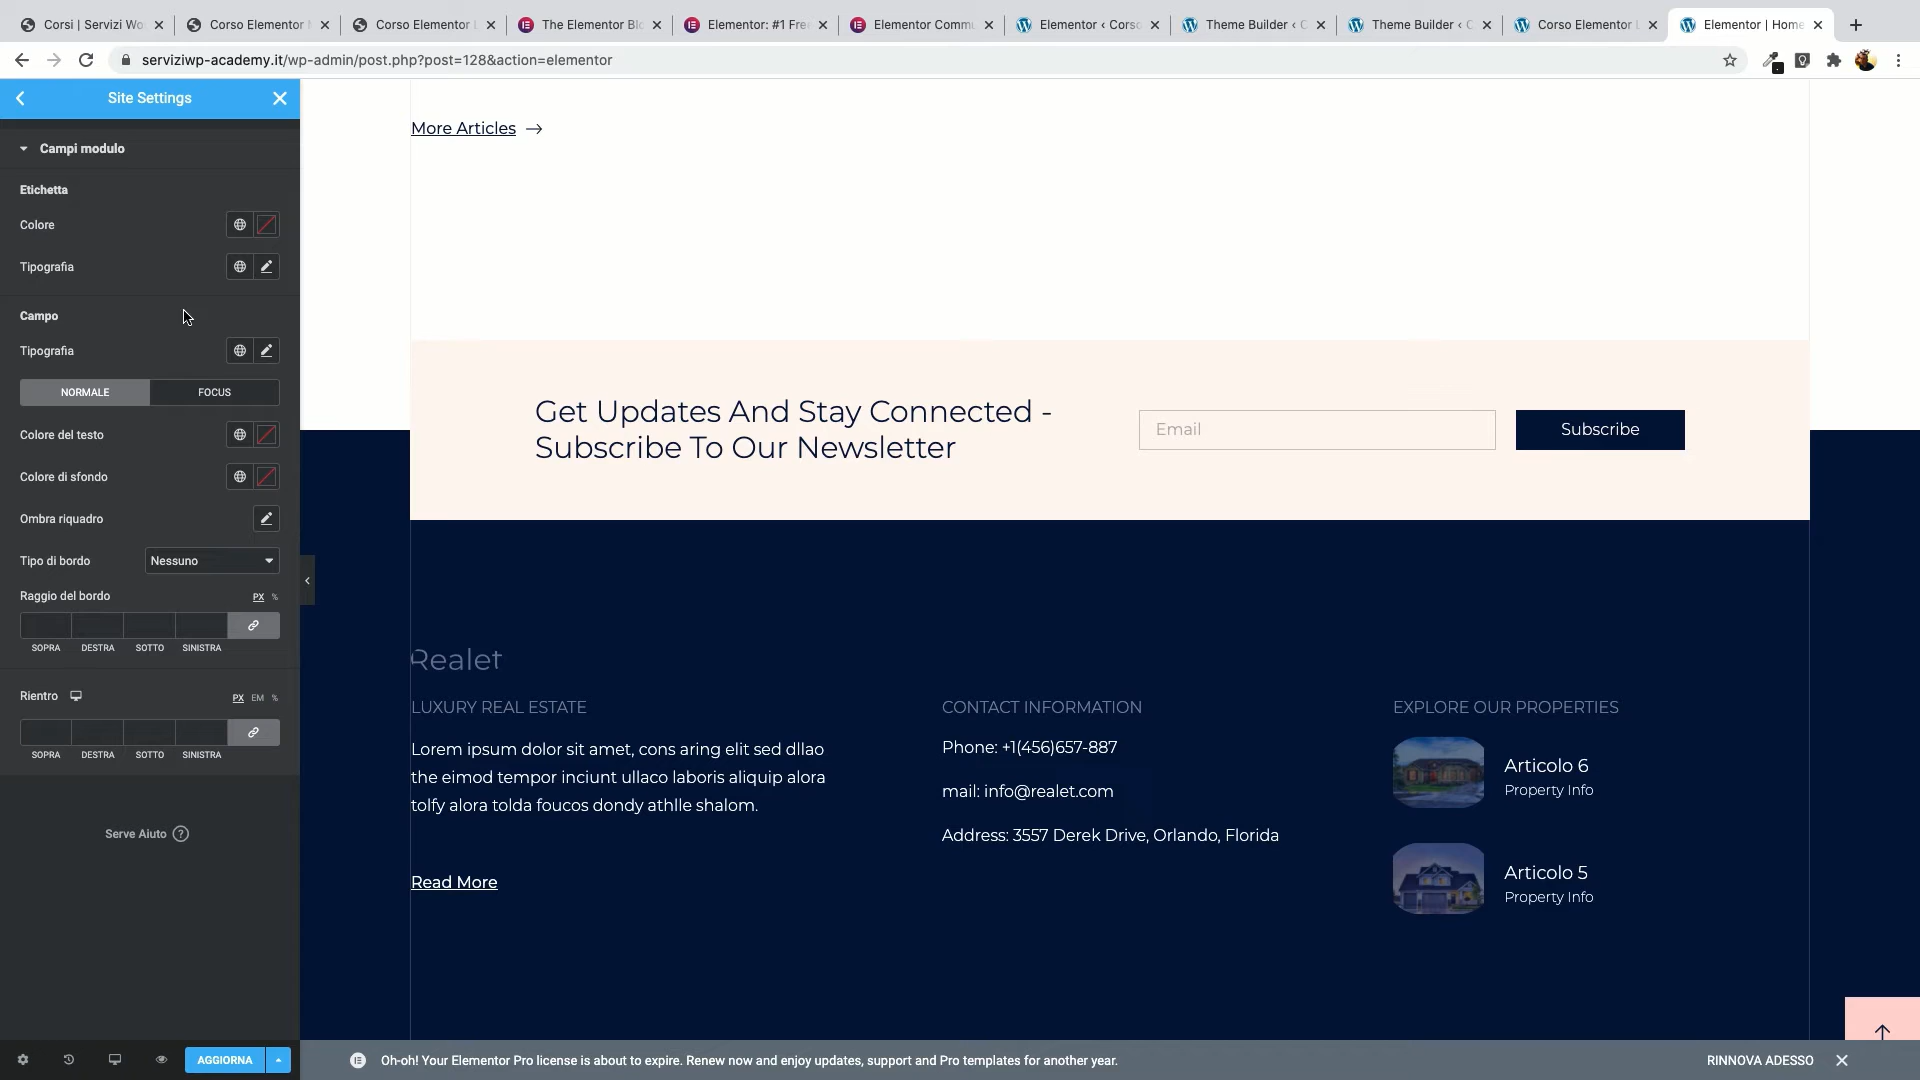 Corsi | Servizi Wo
Corso Elementor
Corso Elementor
The Elementor Blo
Elementor: #1 Fre
Elementor Commu
Elementor ‹ Corso
Theme Builder ‹ C
Theme Builder ‹ C
Corso Elementor
Elementor | Home
serviziwp-academy.it/wp-admin/post.php?post=128&action=elementor
Site Settings
Campi modulo
Etichetta
Colore
Tipografia
Campo
Tipografia
NORMALE FOCUS
Colore del testo
Colore di sfondo
Ombra riquadro
Tipo di bordo Nessuno
Raggio del bordo PX %
SOPRA DESTRA SOTTO SINISTRA
Rientro PX EM %
SOPRA DESTRA SOTTO SINISTRA
Serve Aiuto ?
AGGIORNA
More Articles →
Get Updates And Stay Connected -
Subscribe To Our Newsletter
Email
Subscribe
Realet
LUXURY REAL ESTATE
Lorem ipsum dolor sit amet, cons aring elit sed dllao
the eimod tempor inciunt ullaco laboris aliquip alora
tolfy alora tolda foucos dondy athlle shalom.
Read More
CONTACT INFORMATION
Phone: +1(456)657-887
mail: info@realet.com
Address: 3557 Derek Drive, Orlando, Florida
EXPLORE OUR PROPERTIES
Articolo 6
Property Info
Articolo 5
Property Info
Oh-oh! Your Elementor Pro license is about to expire. Renew now and enjoy updates, support and Pro templates for another year.
RINNOVA ADESSO